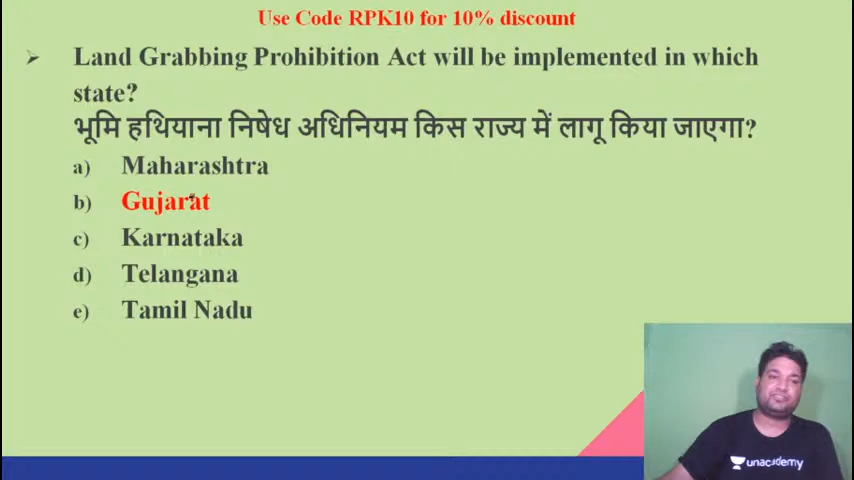 Use Code RPK10 for 10% discount
Land Grabbing Prohibition Act will be implemented in which
state?
भूमि हथियाना निषेध अधिनियम किस राज्य में लागू किया जाएगा?
a) Maharashtra
b) Gujarat
c) Karnataka
d) Telangana
e) Tamil Nadu
unacademy